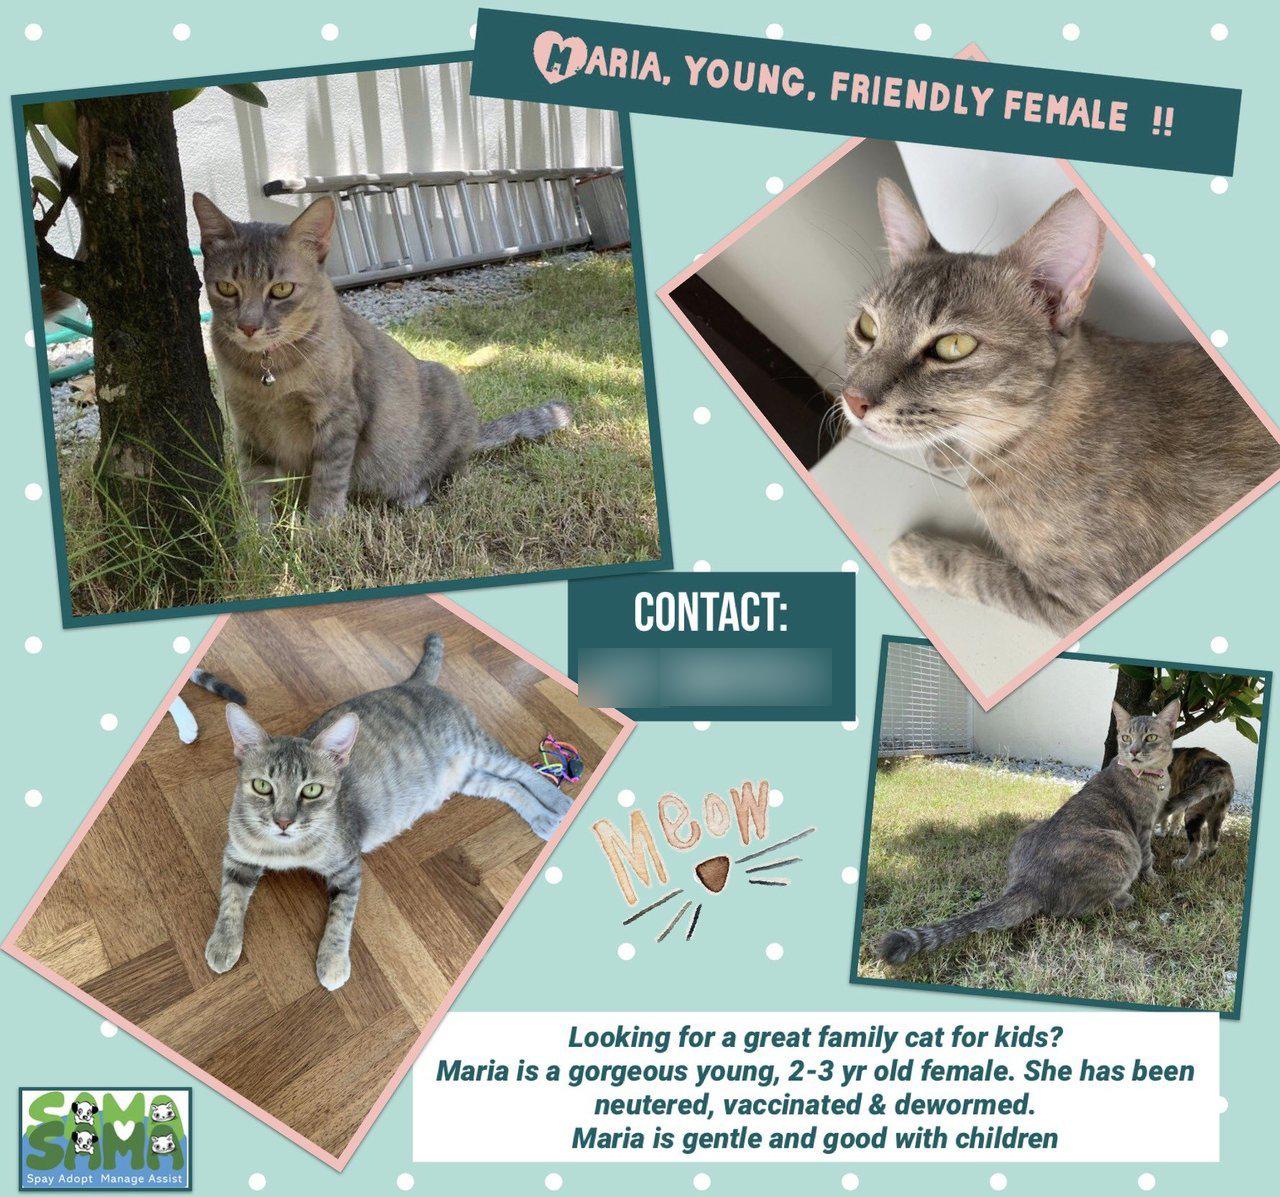 MARIA, YOUNG, FRIENDLY FEMALE !!
CONTACT:
Meow
Looking for a great family cat for kids?
Maria is a gorgeous young, 2-3 yr old female. She has been
neutered, vaccinated & dewormed.
Maria is gentle and good with children
SAMA
SAMA
Spay Adopt Manage Assist